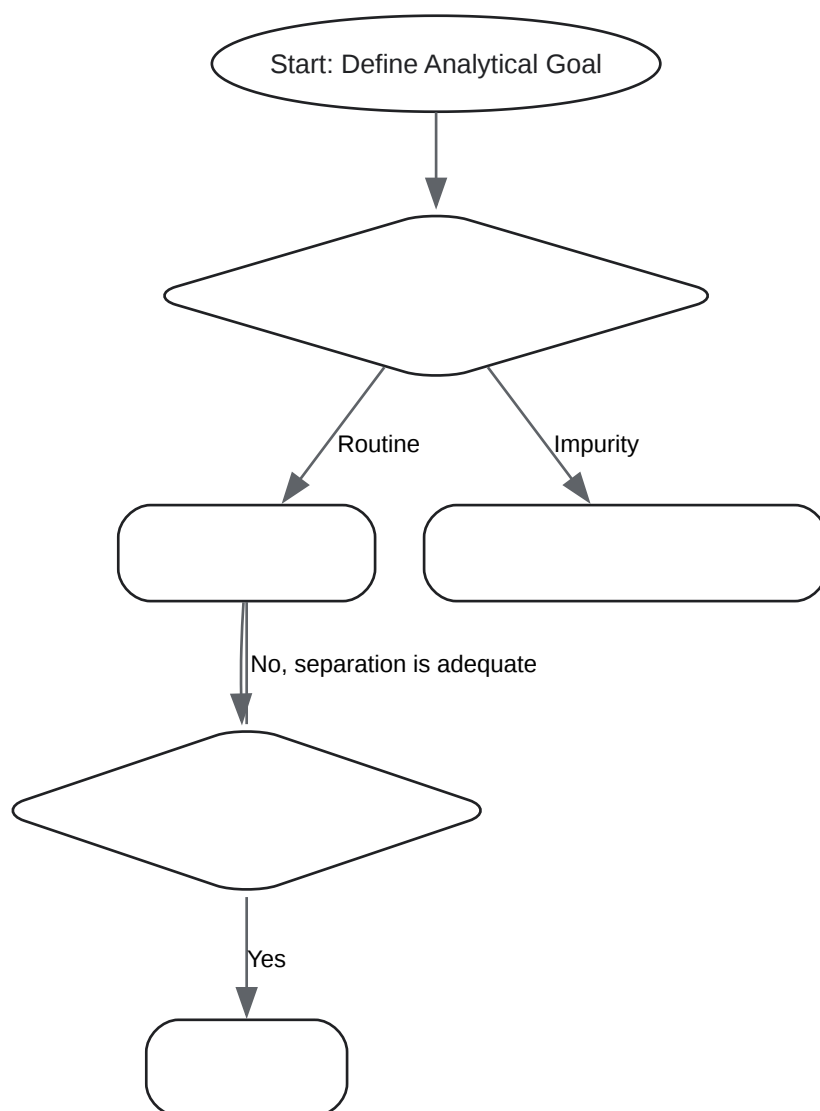 Start: Define Analytical Goal
Routine
Impurity
No, separation is adequate
Yes